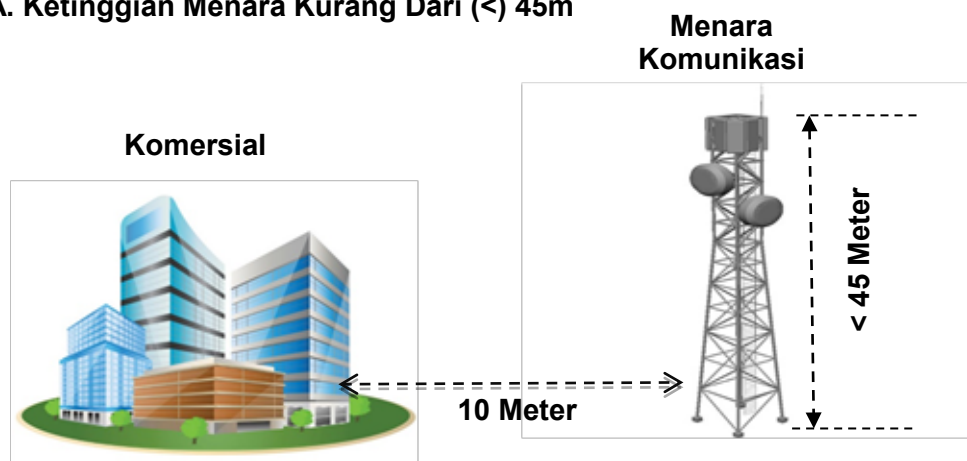 A. Ketinggian Menara Kurang Dari (<) 45m
Menara
Komunikasi
Komersial
< 45 Meter
10 Meter